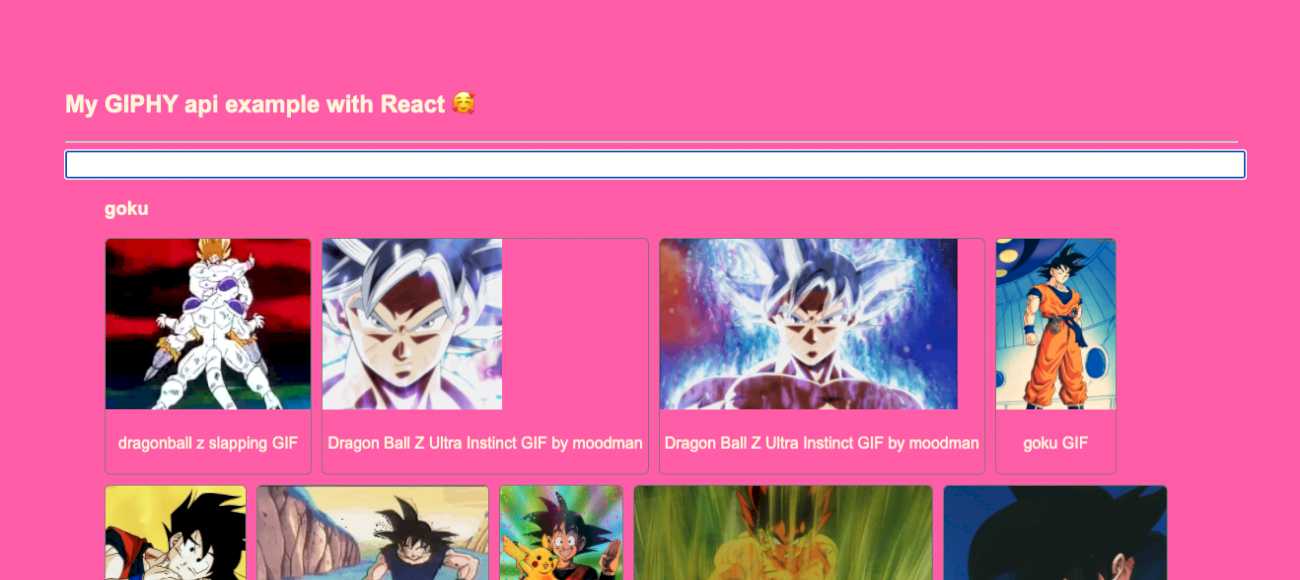 My GIPHY api example with React 🥰
goku
dragonball z slapping GIF
Dragon Ball Z Ultra Instinct GIF by moodman
Dragon Ball Z Ultra Instinct GIF by moodman
goku GIF